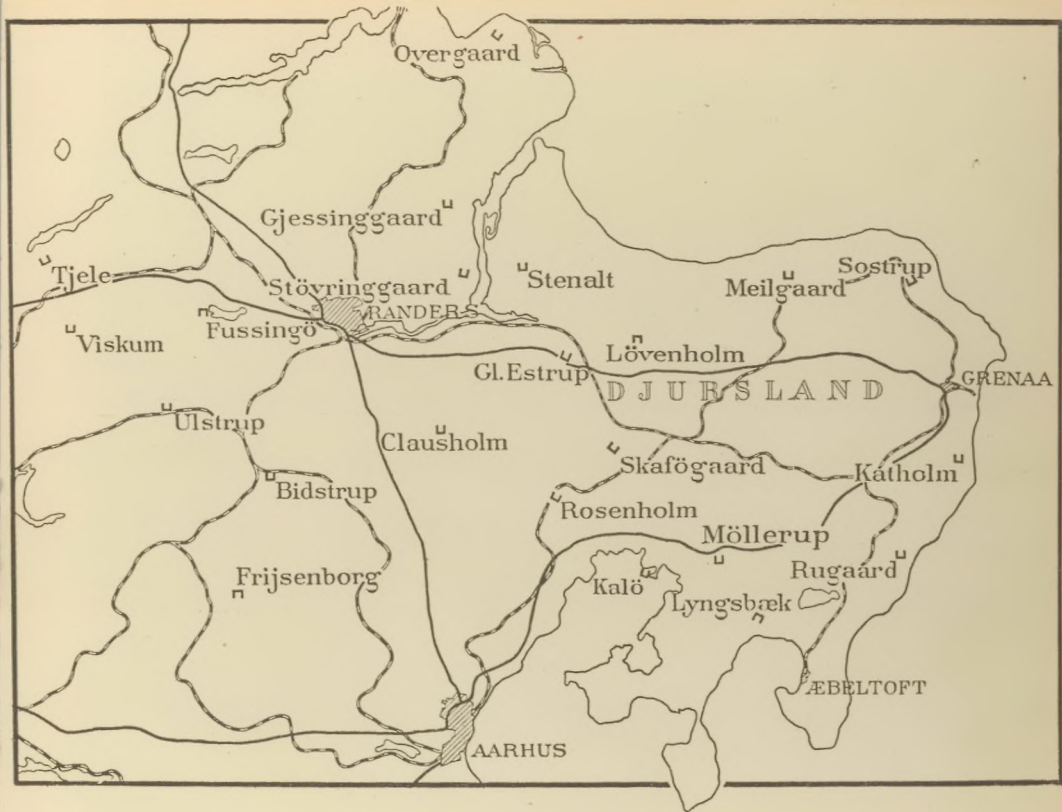 Overgaard
Gjessinggaard
Tjele
Stövringgaard
Stenalt
Meilgaard
Sostrup
Fussingö
RANDERS
Viskum
Gl. Estrup
Lövenholm
DJURSLAND
GRENAA
Ulstrup
Clausholm
Skafögaard
Katholm
Bidstrup
Rosenholm
Möllerup
Frijsenborg
Kalö
Rugaard
Lyngsbæk
ÆBELTOFT
AARHUS